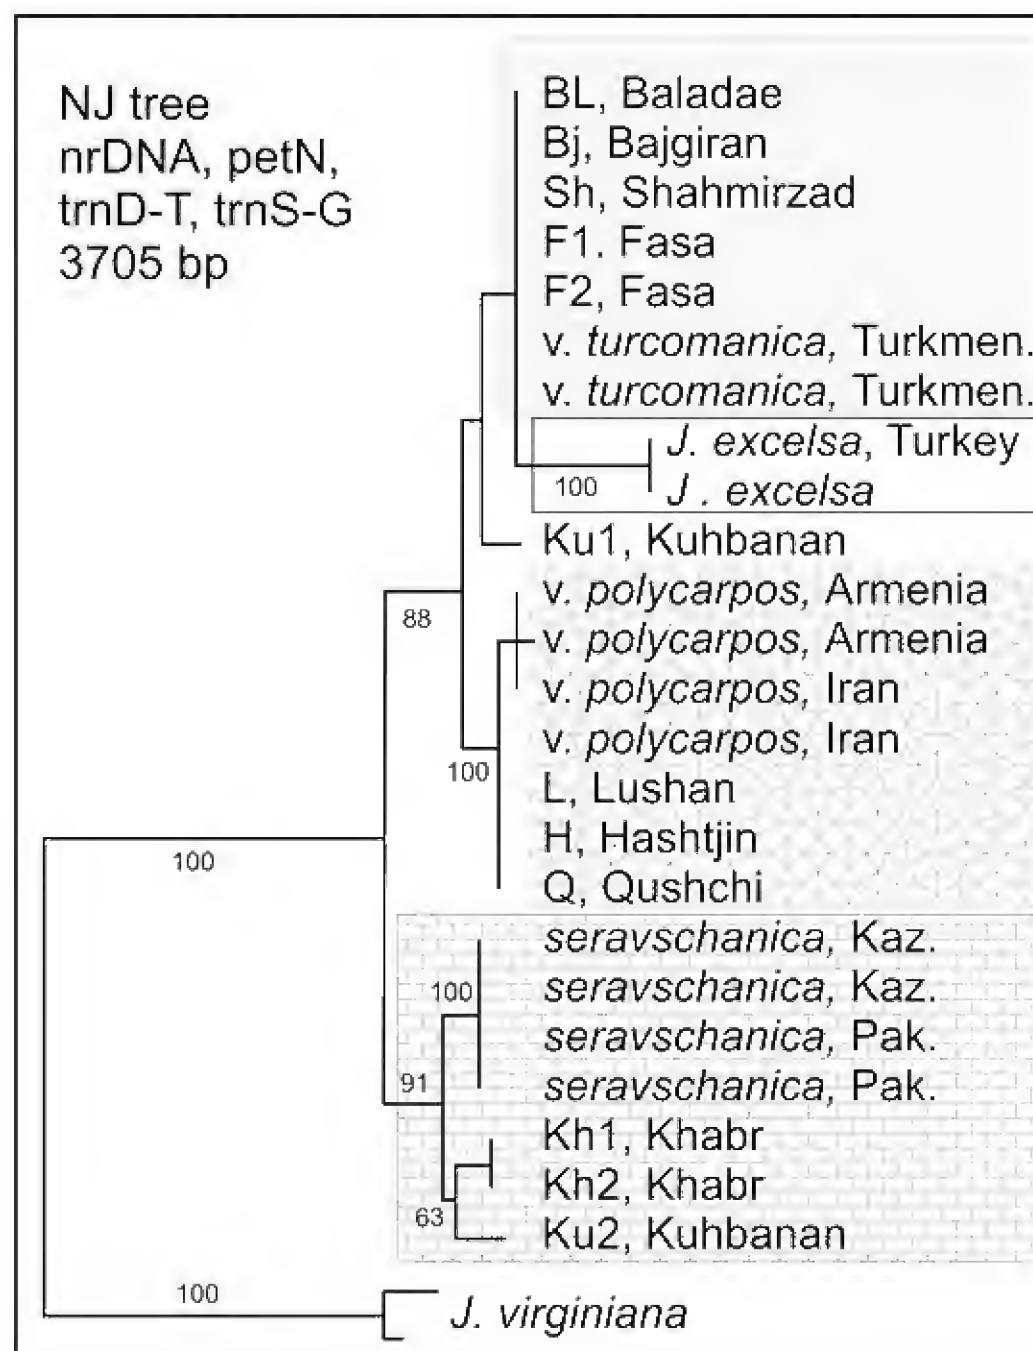 NJ tree
nrDNA, petN,
trnD-T, trnS-G
3705 bp
BL, Baladae
Bj, Bajgiran
Sh, Shahmirzad
F1. Fasa
F2, Fasa
v. turcomanica, Turkmen.
v. turcomanica, Turkmen.
J. excelsa, Turkey
100
J . excelsa
Ku1, Kuhbanan
v. polycarpos, Armenia
88
v. polycarpos, Armenia
v. polycarpos, Iran
v. polycarpos, Iran
100
L, Lushan
H, Hashtjin
100
Q, Qushchi
seravschanica, Kaz.
100
seravschanica, Kaz.
seravschanica, Pak.
91
seravschanica, Pak.
Kh1, Khabr
Kh2, Khabr
63
Ku2, Kuhbanan
100
J. virginiana